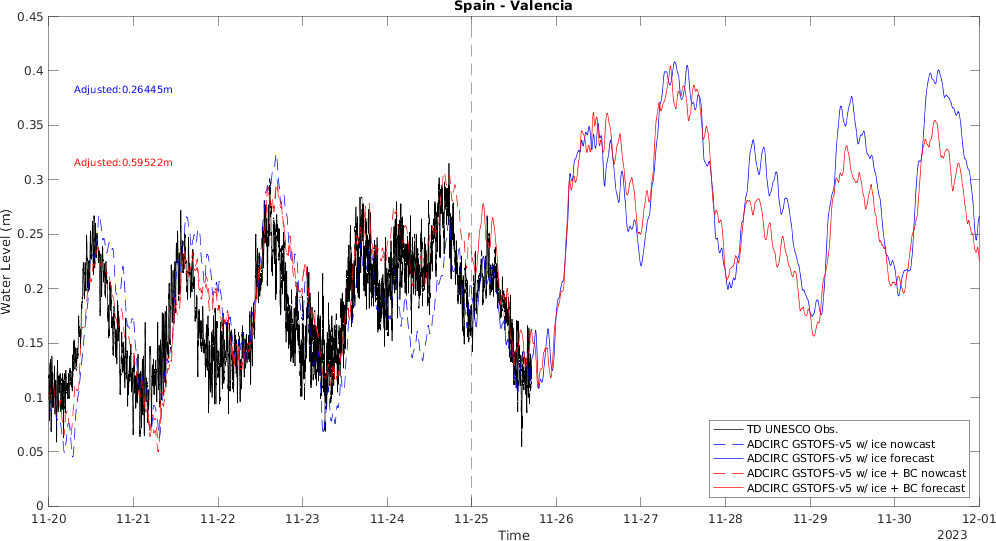 Spain - Valencia
0.45
0.4
0.35
0.3
0.25
0.2
0.15
0.1
0.05
0
Water Level (m)
Adjusted:0.26445m
Adjusted:0.59522m
TD UNESCO Obs.
ADCIRC GSTOFS-v5 w/ ice nowcast
ADCIRC GSTOFS-v5 w/ ice forecast
ADCIRC GSTOFS-v5 w/ ice + BC nowcast
ADCIRC GSTOFS-v5 w/ ice + BC forecast
11-20 11-21 11-22 11-23 11-24 11-25 11-26 11-27 11-28 11-29 11-30 12-01
Time
2023